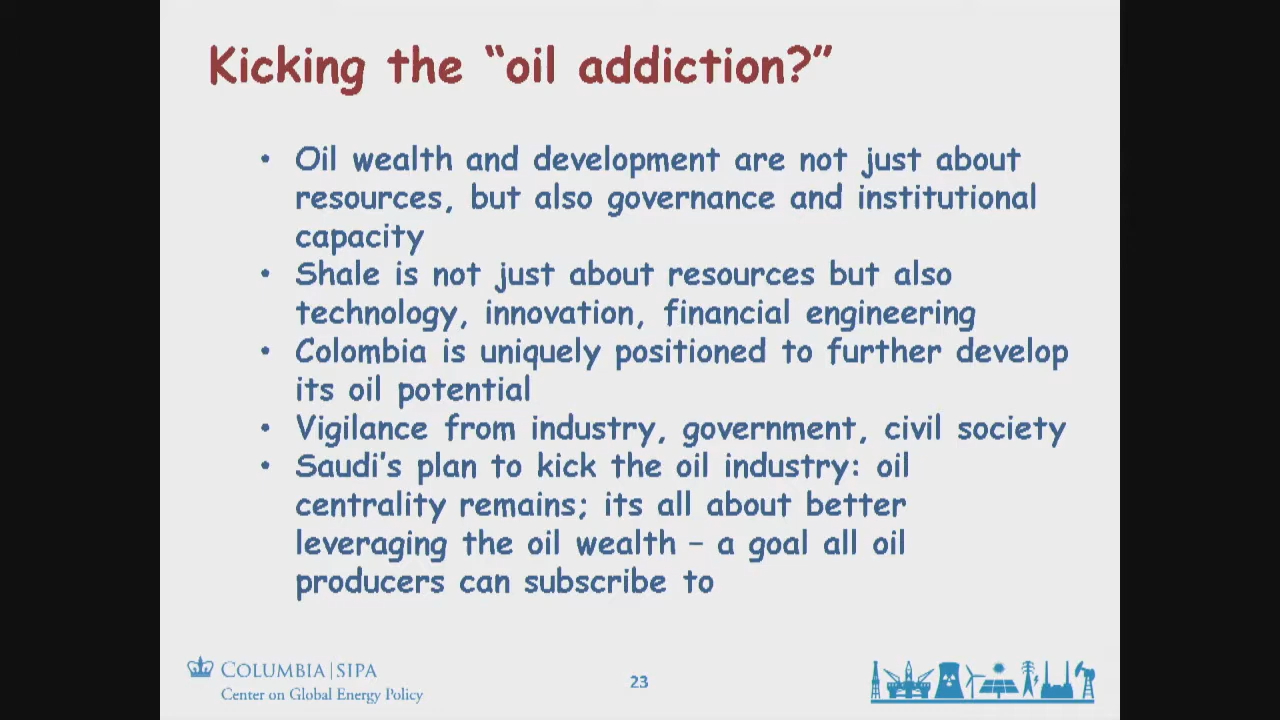 Kicking the “oil addiction?”
• Oil wealth and development are not just about
resources, but also governance and institutional
capacity
• Shale is not just about resources but also
technology, innovation, financial engineering
• Colombia is uniquely positioned to further develop
its oil potential
• Vigilance from industry, government, civil society
• Saudi’s plan to kick the oil industry: oil
centrality remains; its all about better
leveraging the oil wealth – a goal all oil
producers can subscribe to
COLUMBIA | SIPA
Center on Global Energy Policy
23